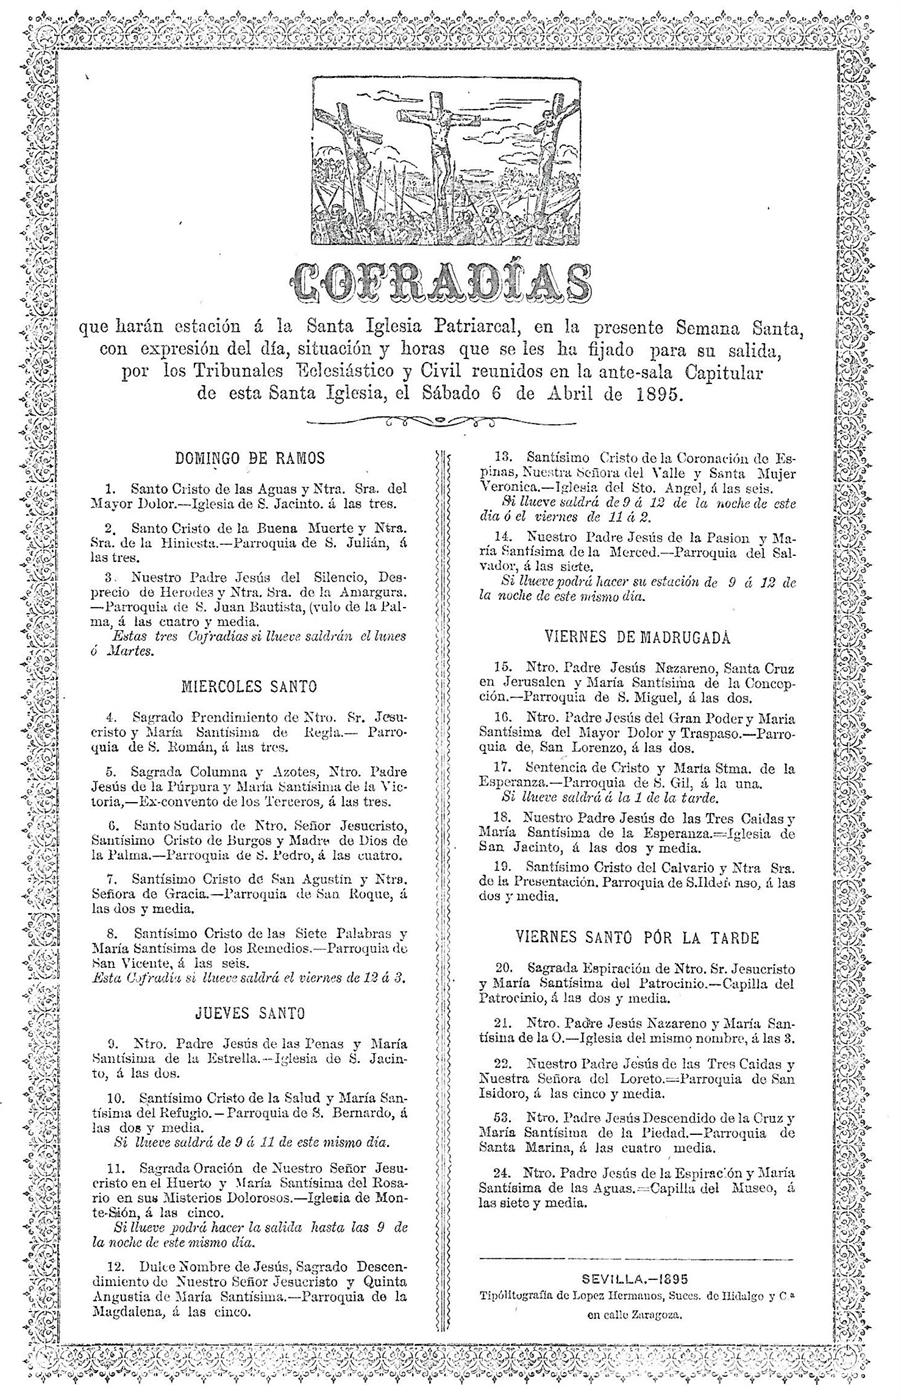 COFRADÍAS
que harán estación á la Santa Iglesia Patriarcal, en la presente Semana Santa,
con expresión del día, situación y horas que se les ha fijado para su salida,
por los Tribunales Eclesiástico y Civil reunidos en la ante-sala Capitular
de esta Santa Iglesia, el Sábado 6 de Abril de 1895.
DOMINGO DE RAMOS
1. Santo Cristo de las Aguas y Ntra. Sra. del
Mayor Dolor.—Iglesia de S. Jacinto. á las tres.
2. Santo Cristo de la Buena Muerte y Ntra.
Sra. de la Hiniesta.—Parroquia de S. Julián, á
las tres.
3. Nuestro Padre Jesús del Silencio, Des-
precio de Herodes y Ntra. Sra. de la Amargura.
—Parroquia de S. Juan Bautista, (vulo de la Pal-
ma, á las cuatro y media.
Estas tres Cofradías si llueve saldrán el lunes
ó Martes.
MIERCOLES SANTO
4. Sagrado Prendimiento de Ntro. Sr. Jesu-
cristo y María Santísima de Regla.— Parro-
quia de S. Román, á las tres.
5. Sagrada Columna y Azotes, Ntro. Padre
Jesús de la Púrpura y María Santísima de la Vic-
toria,—Ex-convento de los Terceros, á las tres.
6. Santo Sudario de Ntro. Señor Jesucristo,
Santísimo Cristo de Burgos y Madre de Dios de
la Palma.—Parroquia de S. Pedro, á las cuatro.
7. Santísimo Cristo de San Agustín y Ntra.
Señora de Gracia.—Parroquia de San Roque, á
las dos y media.
8. Santísimo Cristo de las Siete Palabras y
María Santísima de los Remedios.—Parroquia de
San Vicente, á las seis.
Esta Cofradía si llueve saldrá el viernes de 12 á 3.
JUEVES SANTO
9. Ntro. Padre Jesús de las Penas y María
Santísima de la Estrella.—Iglesia de S. Jacin-
to, á las dos.
10. Santísimo Cristo de la Salud y María San-
tísima del Refugio.—Parroquia de S. Bernardo, á
las dos y media.
Si llueve saldrá de 9 á 11 de este mismo día.
11. Sagrada Oración de Nuestro Señor Jesu-
cristo en el Huerto y María Santísima del Rosa-
rio en sus Misterios Dolorosos.—Iglesia de Mon-
te-Sión, á las cinco.
Si llueve podrá hacer la salida hasta las 9 de
la noche de este mismo dia.
12. Dulce Nombre de Jesús, Sagrado Descen-
dimiento de Nuestro Señor Jesucristo y Quinta
Angustia de María Santísima.—Parroquia de la
Magdalena, á las cinco.
13. Santísimo Cristo de la Coronación de Es-
pinas, Nuestra Señora del Valle y Santa Mujer
Veronica.—Iglesia del Sto. Angel, á las seis.
Si llueve saldrá de 9 á 12 de la noche de este
dia ó el viernes de 11 á 2.
14. Nuestro Padre Jesús de la Pasion y Ma-
ría Santísima de la Merced.—Parroquia del Sal-
vador, á las siete.
Si llueve podrá hacer su estación de 9 á 12 de
la noche de este mismo dia.
VIERNES DE MADRUGADA
15. Ntro. Padre Jesús Nazareno, Santa Cruz
en Jerusalen y María Santísima de la Concep-
ción.—Parroquia de S. Miguel, á las dos.
16. Ntro. Padre Jesús del Gran Poder y Maria
Santísima del Mayor Dolor y Traspaso.—Parro-
quia de, San Lorenzo, á las dos.
17. Sentencia de Cristo y María Stma. de la
Esperanza.—Parroquia de S. Gil, á la una.
Si llueve saldrá á la 1 de la tarde.
18. Nuestro Padre Jesús de las Tres Caidas y
María Santísima de la Esperanza.=Iglesia de
San Jacinto, á las dos y media.
19. Santísimo Cristo del Calvario y Ntra Sra.
de la Presentación. Parroquia de S.Ildef nso, á las
dos y media.
VIERNES SANTO PÓR LA TARDE
20. Sagrada Espiración de Ntro. Sr. Jesucristo
y María Santísima del Patrocinio.—Capilla del
Patrocinio, á las dos y media.
21. Ntro. Padre Jesús Nazareno y María San-
tísina de la O.—Iglesia del mismo nombre, á las 3.
22. Nuestro Padre Jesús de las Tres Caidas y
Nuestra Señora del Loreto.=Parroquia de San
Isidoro, á las cinco y media.
53. Ntro. Padre Jesús Descendido de la Cruz y
María Santísima de la Piedad.—Parroquia de
Santa Marina, á las cuatro media.
24. Ntro. Padre Jesús de la Espiración y María
Santísima de las Aguas.=Capilla del Museo, á
las siete y media.
SEVILLA.—1895
Tipólitografía de Lopez Hermanos, Suces. de Hidalgo y C.ª
en calle Zaragoza.